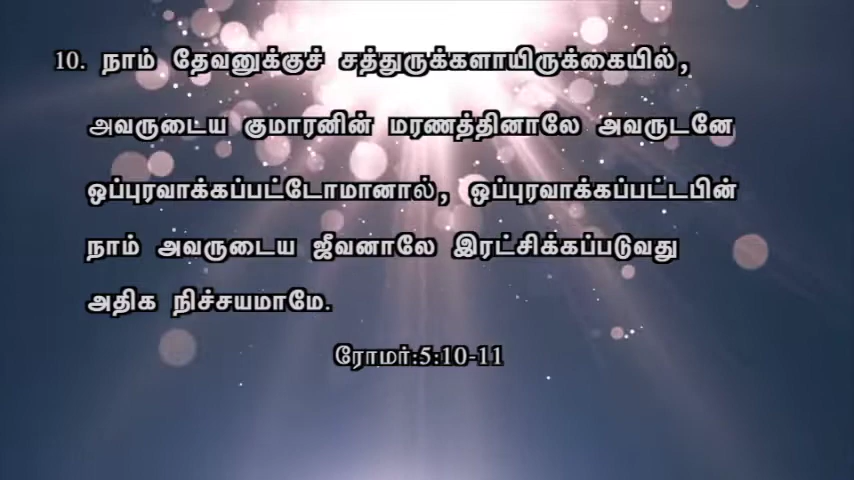 10. நாம் தேவனுக்குச் சத்துருக்களாயிருக்கையில்,
அவருடைய குமாரனின் மரணத்தினாலே அவருடனே
ஒப்புரவாக்கப்பட்டோமானால், ஒப்புரவாக்கப்பட்டபின்
நாம் அவருடைய ஜீவனாலே இரட்சிக்கப்படுவது
அதிக நிச்சயமாமே.
ரோமர்:5:10-11